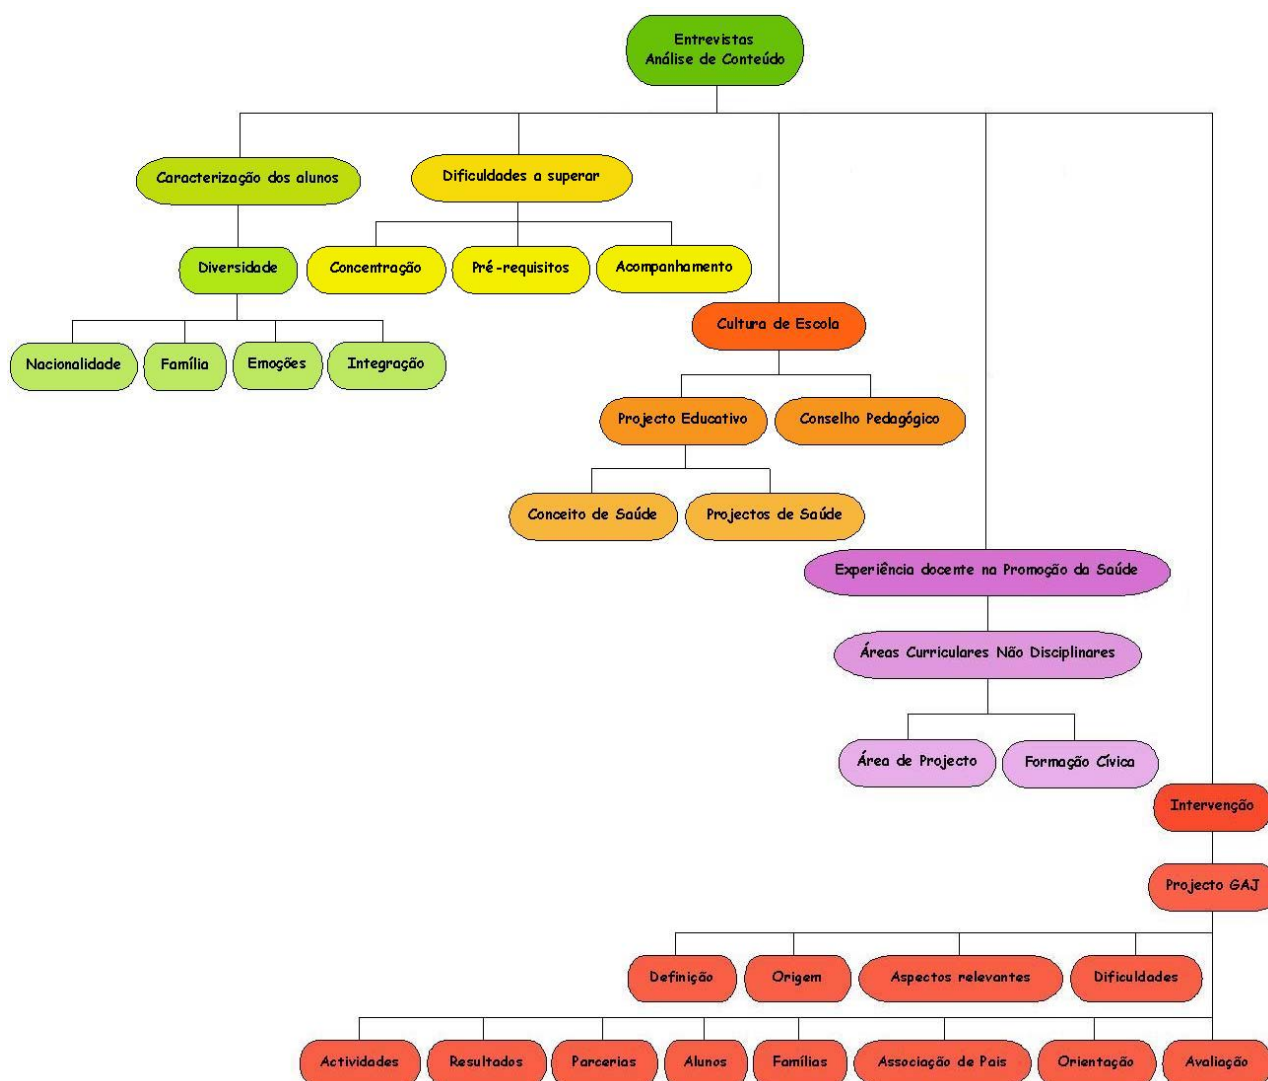 Entrevistas
Análise de Conteúdo
Caracterização dos alunos
Dificuldades a superar
Diversidade
Concentração
Pré-requisitos
Acompanhamento
Nacionalidade
Família
Emoções
Integração
Cultura de Escola
Projecto Educativo
Conselho Pedagógico
Conceito de Saúde
Projectos de Saúde
Experiência docente na Promoção da Saúde
Áreas Curriculares Não Disciplinares
Área de Projecto
Formação Cívica
Intervenção
Projecto GAJ
Definição
Origem
Aspectos relevantes
Dificuldades
Actividades
Resultados
Parcerias
Alunos
Famílias
Associação de Pais
Orientação
Avaliação